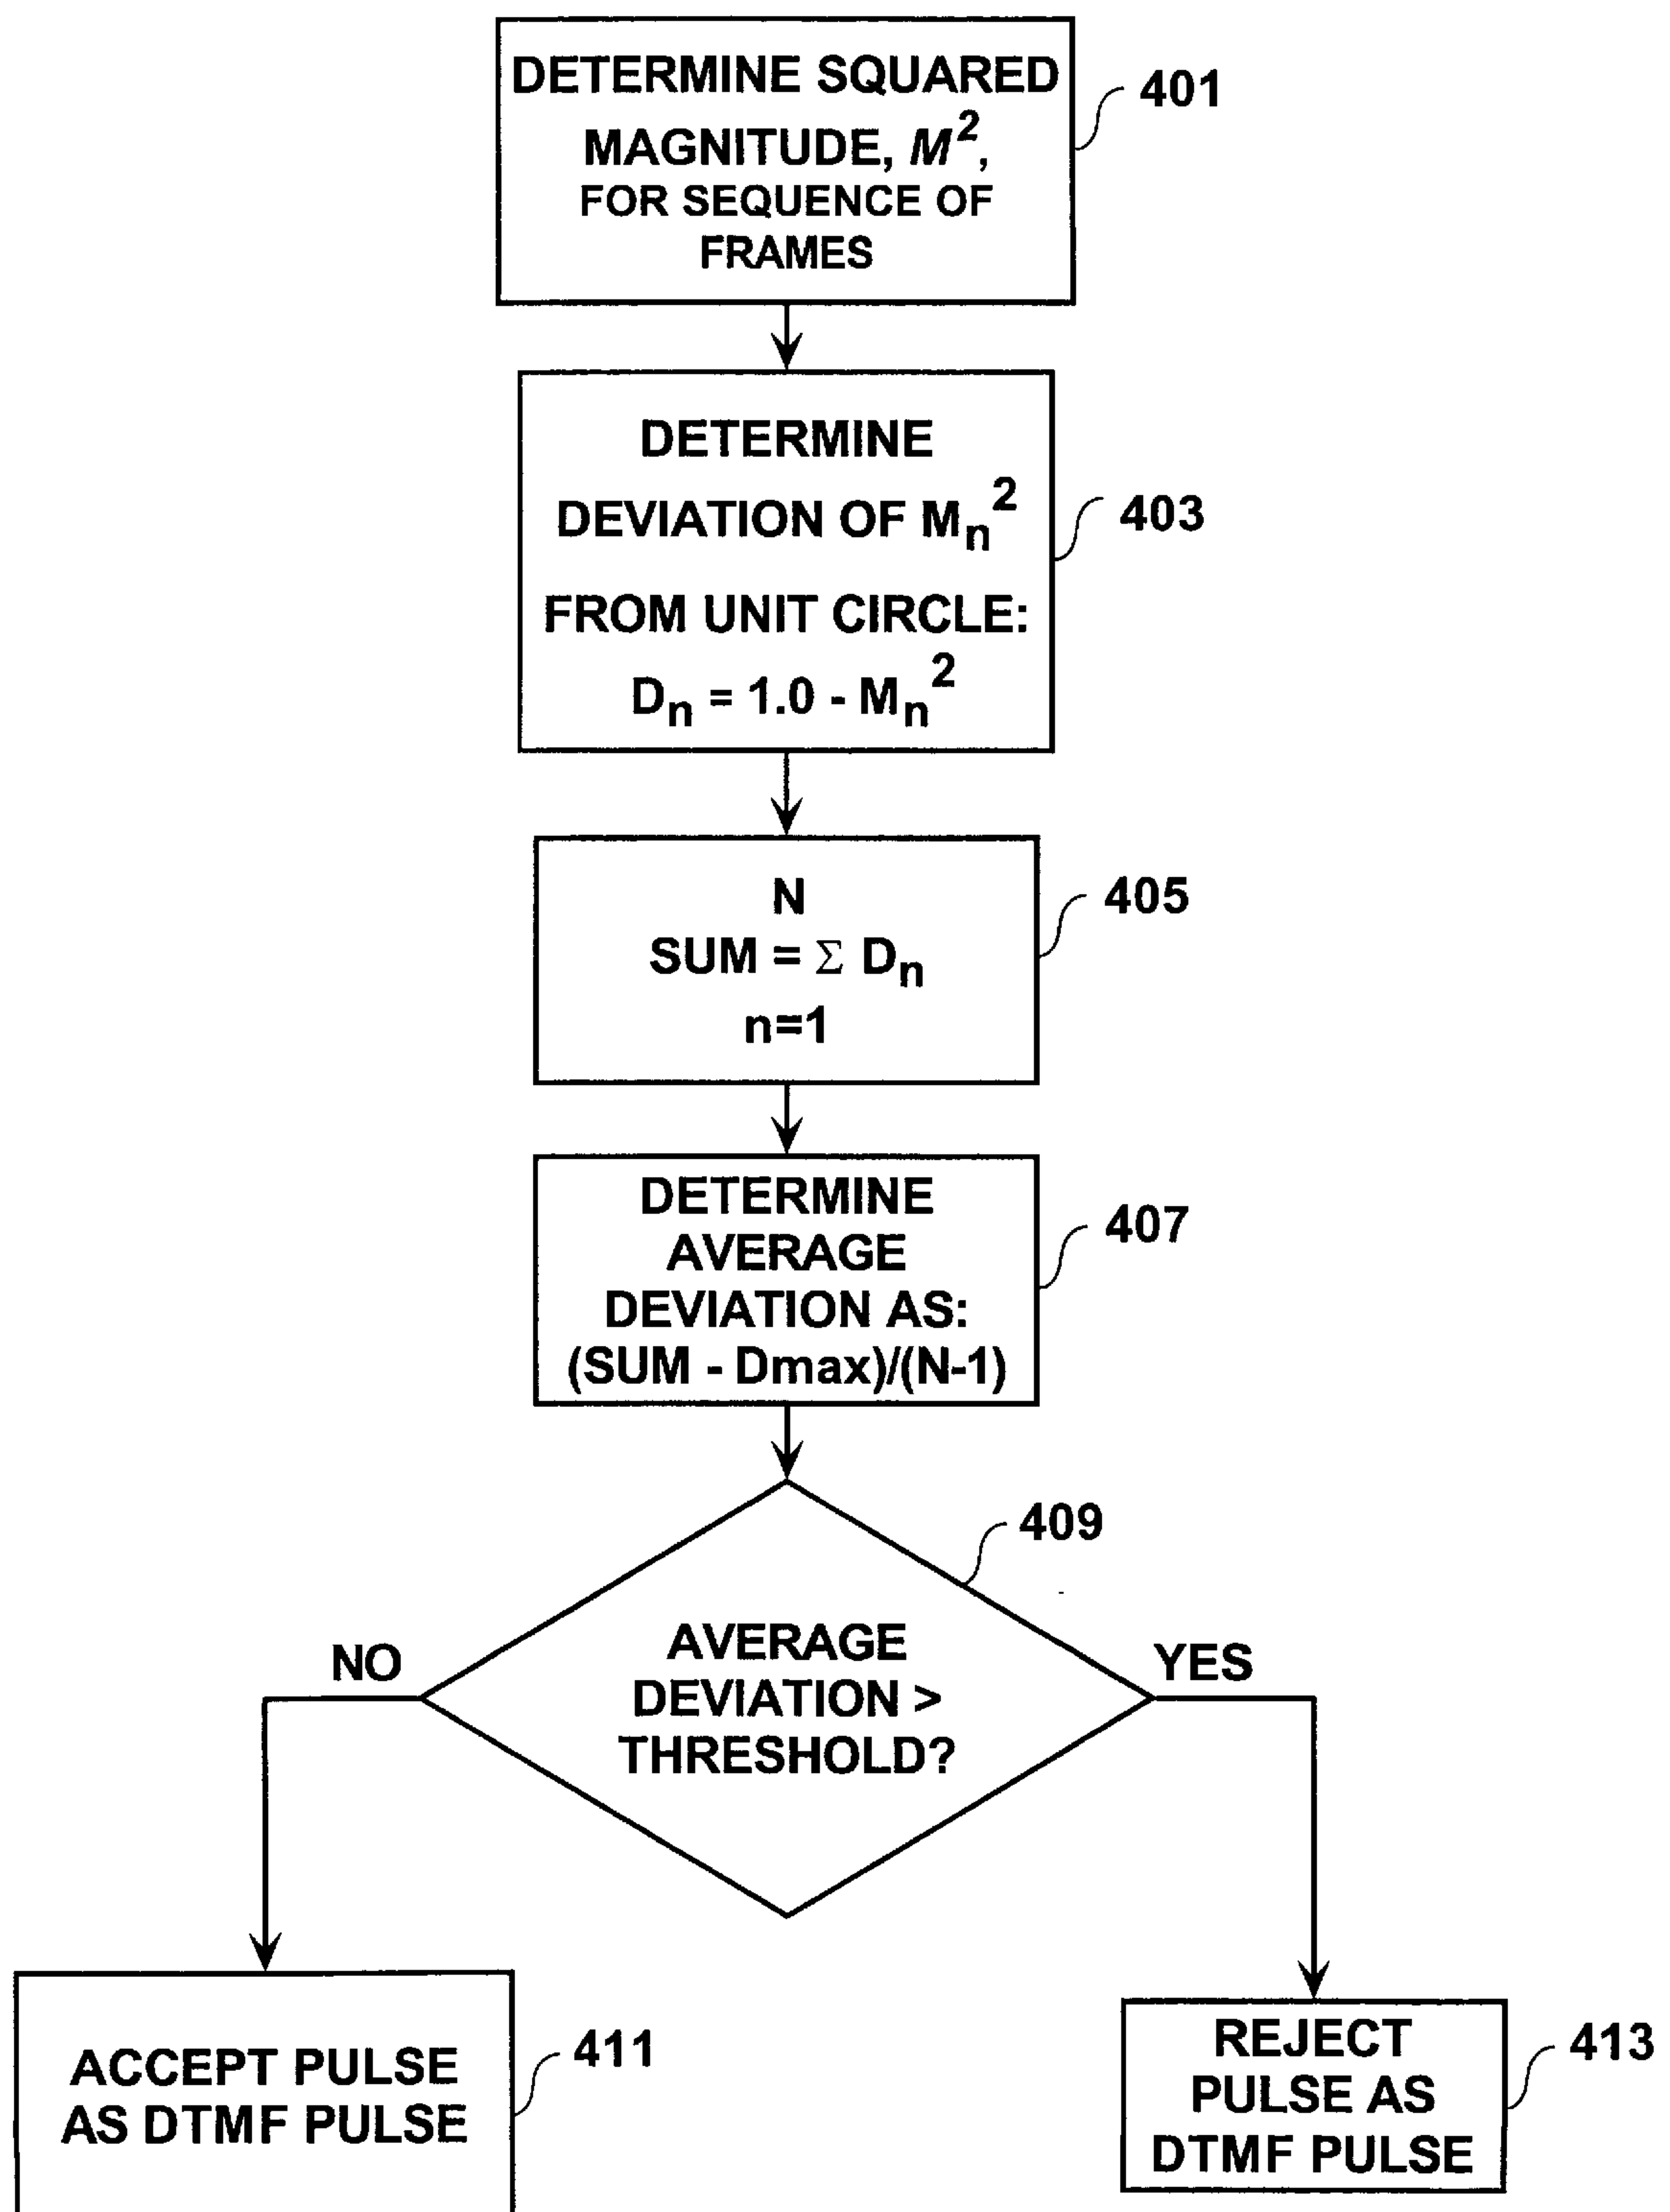 DETERMINE SQUARED
MAGNITUDE, M²,
FOR SEQUENCE OF
FRAMES
401
DETERMINE
DEVIATION OF Mn²
FROM UNIT CIRCLE:
Dn = 1.0 - Mn²
403
N
SUM = Σ Dn
n=1
405
DETERMINE
AVERAGE
DEVIATION AS:
(SUM - Dmax)/(N-1)
407
409
AVERAGE
DEVIATION >
THRESHOLD?
NO
YES
ACCEPT PULSE
AS DTMF PULSE
411
REJECT
PULSE AS
DTMF PULSE
413